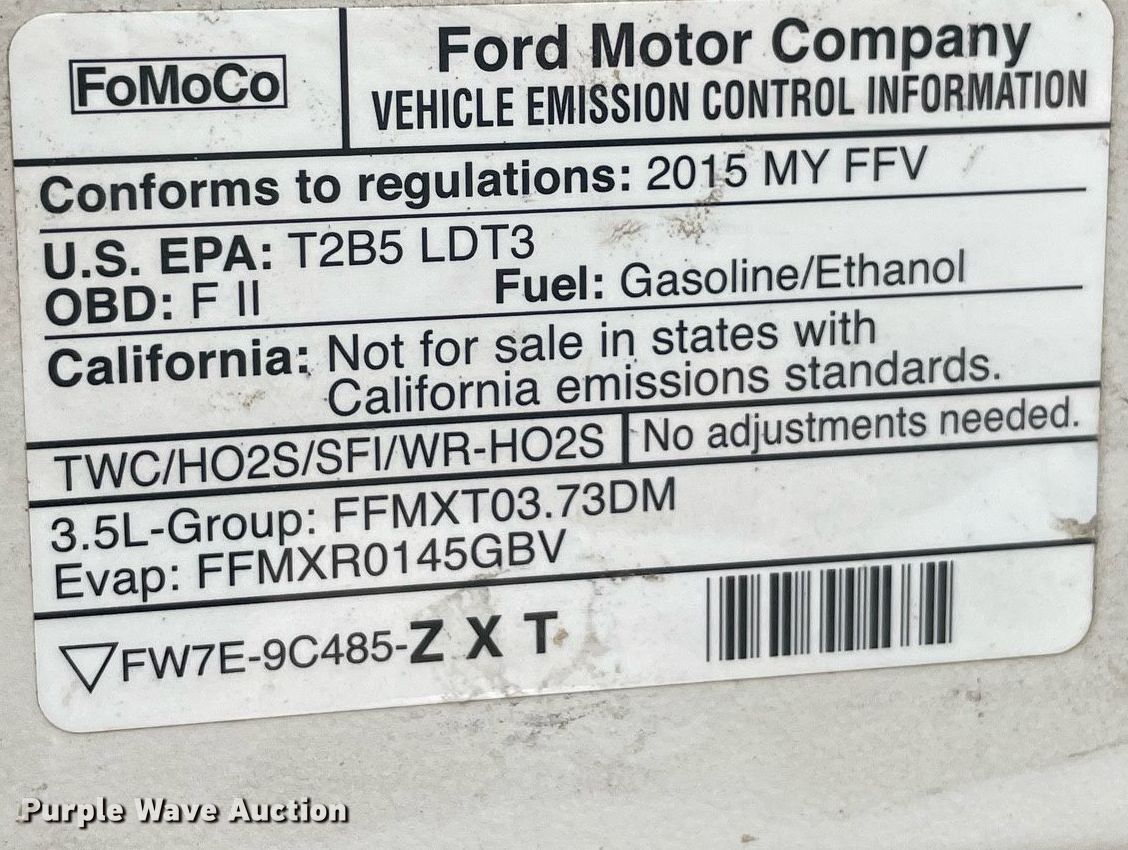 FoMoCo
Ford Motor Company
VEHICLE EMISSION CONTROL INFORMATION
Conforms to regulations: 2015 MY FFV
U.S. EPA: T2B5 LDT3
OBD: F II Fuel: Gasoline/Ethanol
California: Not for sale in states with
California emissions standards.
TWC/HO2S/SFI/WR-HO2S No adjustments needed.
3.5L-Group: FFMXT03.73DM
Evap: FFMXR0145GBV
▽FW7E-9C485-Z X T
Purple Wave Auction